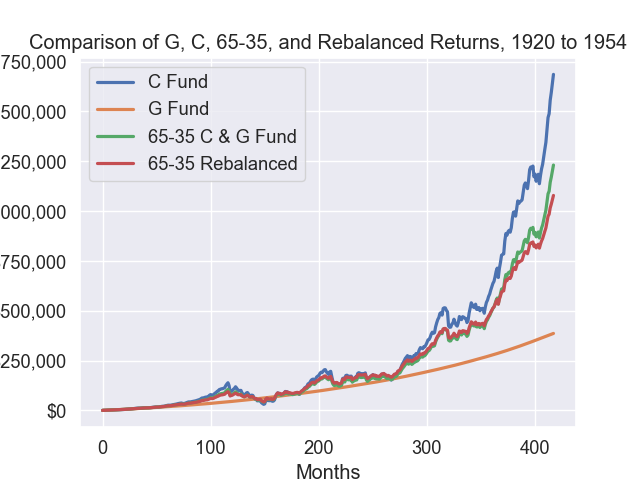 Comparison of G, C, 65-35, and Rebalanced Returns, 1920 to 1954
C Fund
G Fund
65-35 C & G Fund
65-35 Rebalanced
750,000
500,000
250,000
000,000
750,000
500,000
250,000
$0
0
100
200
300
400
Months